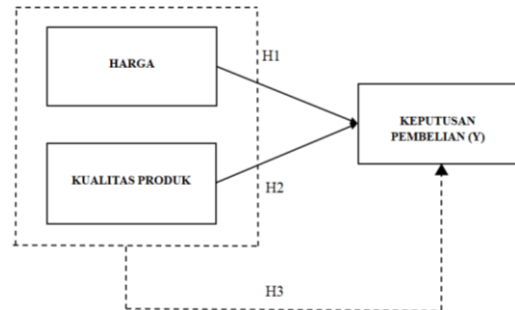 HARGA
H1
KEPUTUSAN
PEMBELIAN (Y)
KUALITAS PRODUK
H2
H3